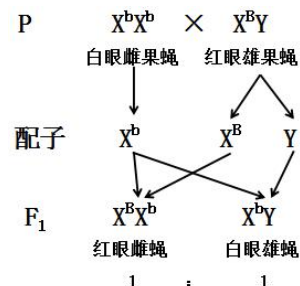 P XᵇXᵇ × XᴮY
白眼雌果蝇 红眼雄果蝇
配子 Xᵇ Xᴮ Y
F₁ XᴮXᵇ XᵇY
红眼雌蝇 白眼雄蝇
1 : 1